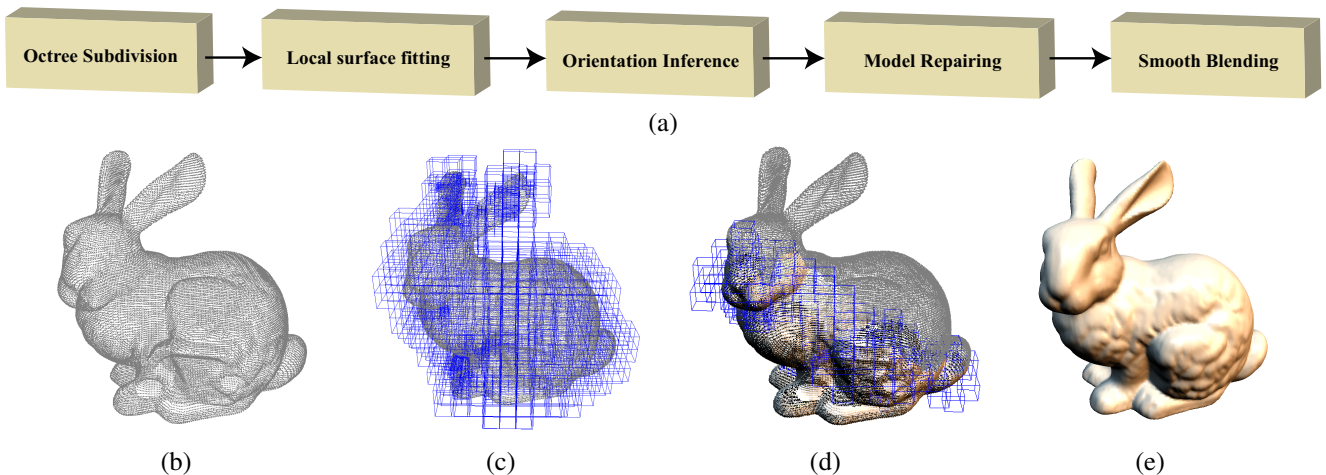 Octree Subdivision
Local surface fitting
Orientation Inference
Model Repairing
Smooth Blending
(a)
(b)
(c)
(d)
(e)